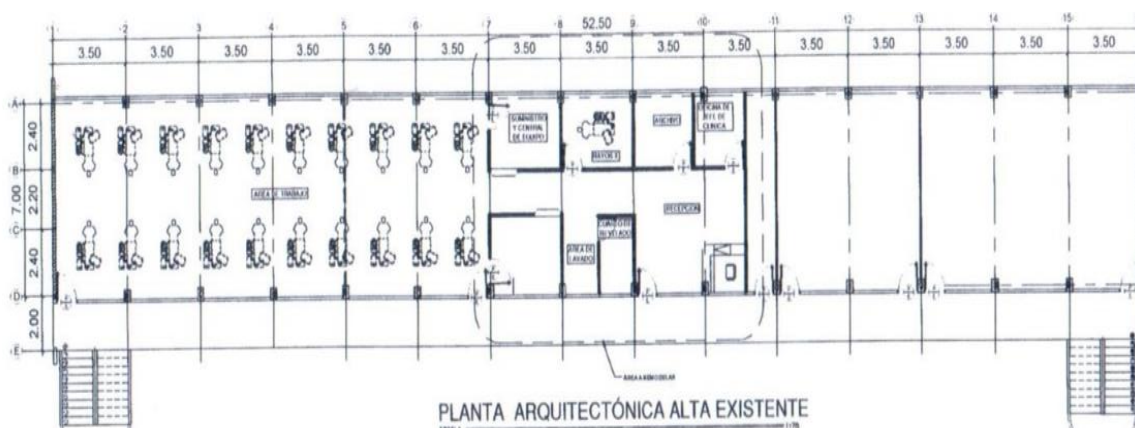 1 2 3 4 5 6 7 8 9 10 11 12 13 14 15
52.50
3.50 3.50 3.50 3.50 3.50 3.50 3.50 3.50 3.50 3.50 3.50 3.50 3.50 3.50 3.50
A
2.40
B
7.00
2.20
C
2.40
D
2.00
E
SUMINISTRO
Y CENTRAL
DE EQUIPO
RAYOS X
ARCHIVO
OFICINA DE
JEFE DE
CLINICA
AREA DE TRABAJO
RECEPCION
AREA DE
LAVADO
AREA A REMODELAR
PLANTA ARQUITECTÓNICA ALTA EXISTENTE